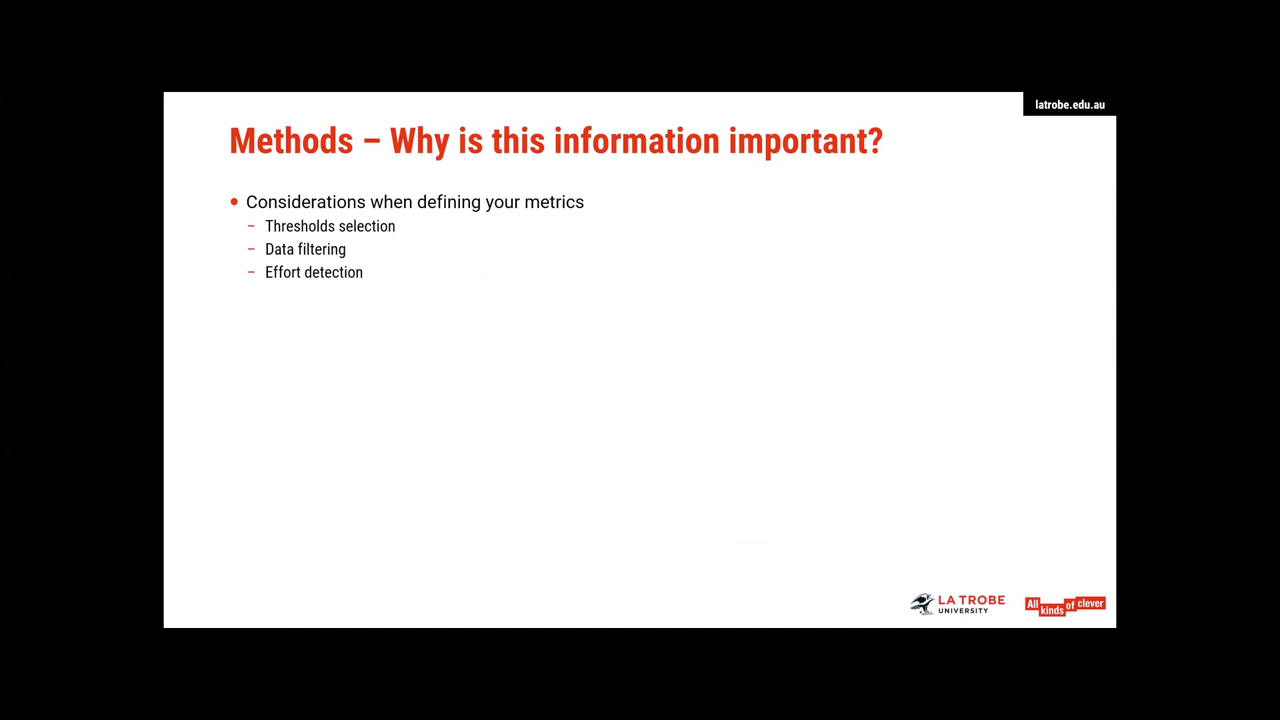 latrobe.edu.au
Methods – Why is this information important?
• Considerations when defining your metrics
– Thresholds selection
– Data filtering
– Effort detection
LA TROBE
UNIVERSITY
All kinds of clever